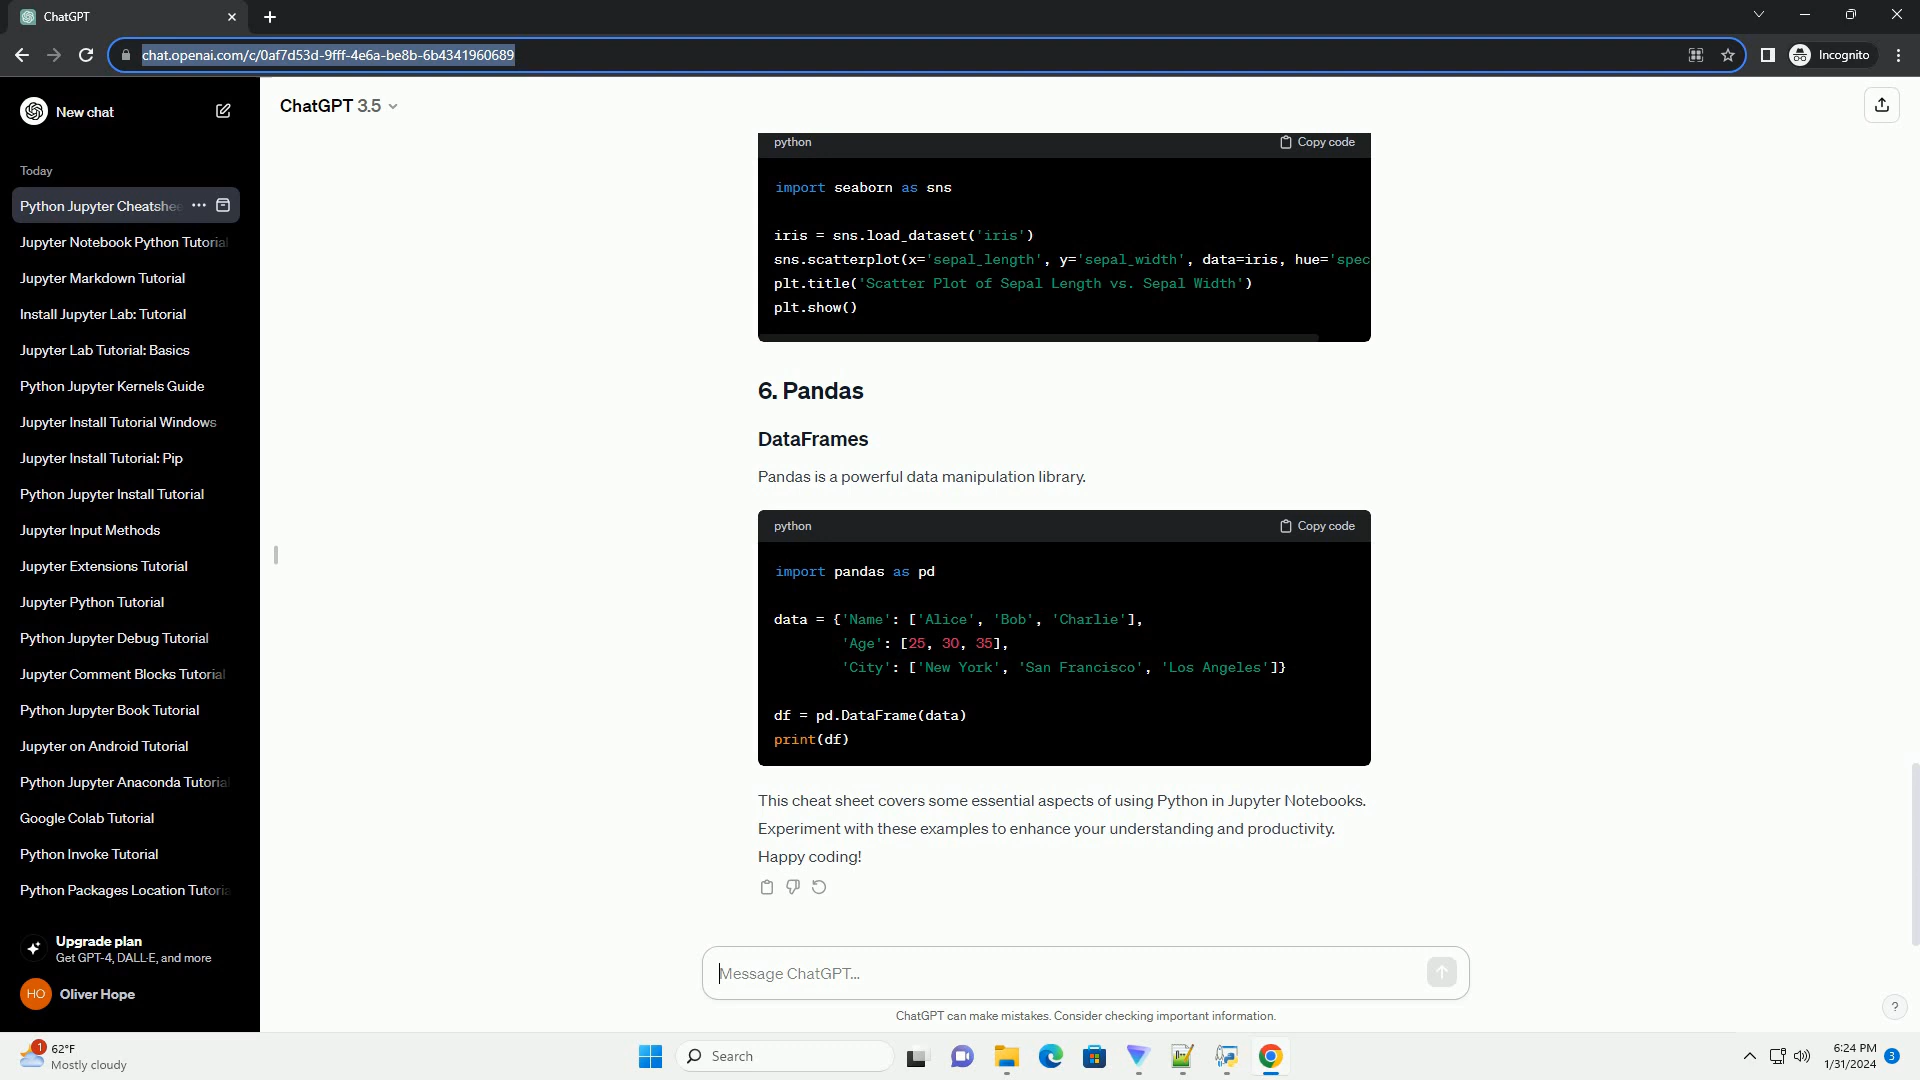 ChatGPT
chat.openai.com/c/0af7d53d-9fff-4e6a-be8b-6b4341960689
Incognito
New chat
ChatGPT 3.5
Today
Python Jupyter Cheatshee
Jupyter Notebook Python Tutorial
Jupyter Markdown Tutorial
Install Jupyter Lab: Tutorial
Jupyter Lab Tutorial: Basics
Python Jupyter Kernels Guide
Jupyter Install Tutorial Windows
Jupyter Install Tutorial: Pip
Python Jupyter Install Tutorial
Jupyter Input Methods
Jupyter Extensions Tutorial
Jupyter Python Tutorial
Python Jupyter Debug Tutorial
Jupyter Comment Blocks Tutorial
Python Jupyter Book Tutorial
Jupyter on Android Tutorial
Python Jupyter Anaconda Tutorial
Google Colab Tutorial
Python Invoke Tutorial
Python Packages Location Tutoria
Upgrade plan
Get GPT-4, DALL·E, and more
HO Oliver Hope
python Copy code
import seaborn as sns
iris = sns.load_dataset('iris')
sns.scatterplot(x='sepal_length', y='sepal_width', data=iris, hue='spec
plt.title('Scatter Plot of Sepal Length vs. Sepal Width')
plt.show()
6. Pandas
DataFrames
Pandas is a powerful data manipulation library.
python Copy code
import pandas as pd
data = {'Name': ['Alice', 'Bob', 'Charlie'],
'Age': [25, 30, 35],
'City': ['New York', 'San Francisco', 'Los Angeles']}
df = pd.DataFrame(data)
print(df)
This cheat sheet covers some essential aspects of using Python in Jupyter Notebooks.
Experiment with these examples to enhance your understanding and productivity.
Happy coding!
Message ChatGPT...
ChatGPT can make mistakes. Consider checking important information.
?
1
62°F
Mostly cloudy
Search
6:24 PM
1/31/2024
3